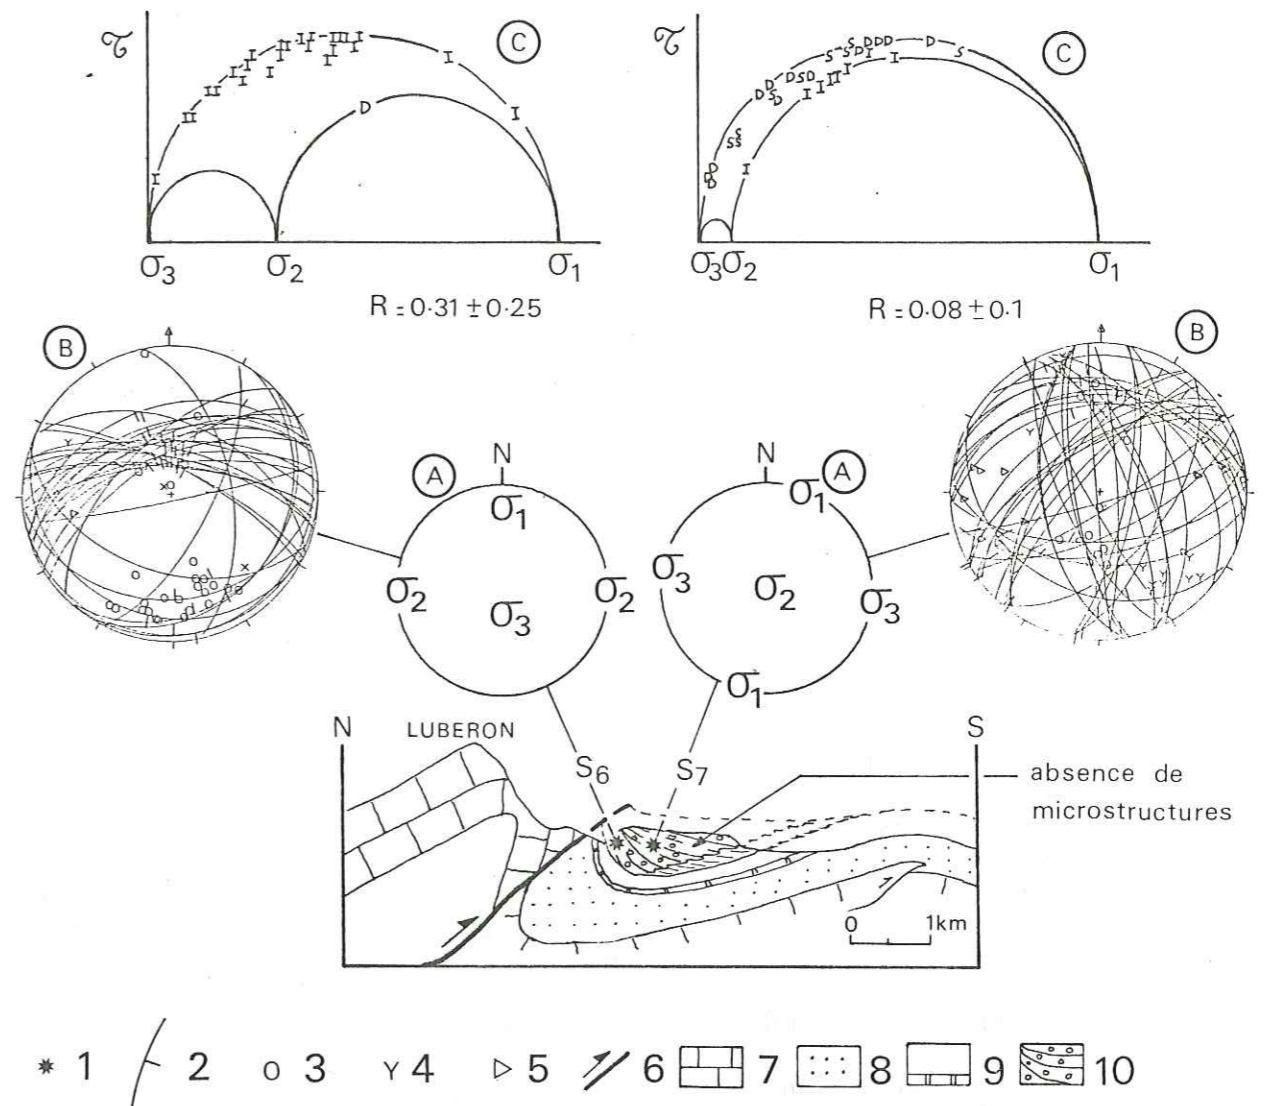 𝜏 C
𝜏 C
σ3 σ2 σ1
σ3 σ2 σ1
R = 0.31 ± 0.25
R = 0.08 ± 0.1
B
B
A N
N A
σ1
σ1
σ2 σ2
σ3
σ3 σ2 σ3
σ1
N LUBERON S
S6 S7
absence de
microstructures
0 1km
1 2 3 4 5 6 7 8 9 10